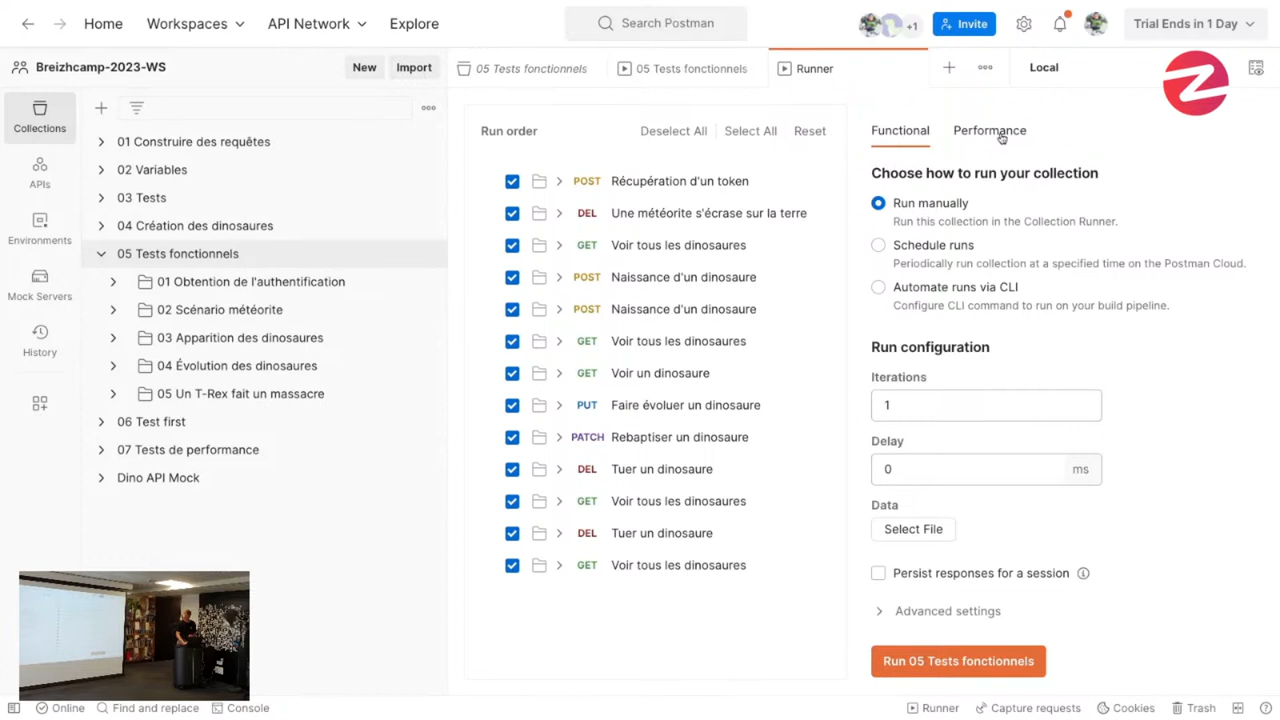 Home
Workspaces
API Network
Explore
Search Postman
+1
Invite
Trial Ends in 1 Day
Breizhcamp-2023-WS
New
Import
05 Tests fonctionnels
05 Tests fonctionnels
Runner
Local
Collections
APIs
Environments
Mock Servers
History
01 Construire des requêtes
02 Variables
03 Tests
04 Création des dinosaures
05 Tests fonctionnels
01 Obtention de l'authentification
02 Scénario météorite
03 Apparition des dinosaures
04 Évolution des dinosaures
05 Un T-Rex fait un massacre
06 Test first
07 Tests de performance
Dino API Mock
Run order
Deselect All
Select All
Reset
POST Récupération d'un token
DEL Une météorite s'écrase sur la terre
GET Voir tous les dinosaures
POST Naissance d'un dinosaure
POST Naissance d'un dinosaure
GET Voir tous les dinosaures
GET Voir un dinosaure
PUT Faire évoluer un dinosaure
PATCH Rebaptiser un dinosaure
DEL Tuer un dinosaure
GET Voir tous les dinosaures
DEL Tuer un dinosaure
GET Voir tous les dinosaures
Functional
Performance
Choose how to run your collection
Run manually
Run this collection in the Collection Runner.
Schedule runs
Periodically run collection at a specified time on the Postman Cloud.
Automate runs via CLI
Configure CLI command to run on your build pipeline.
Run configuration
Iterations
1
Delay
0
ms
Data
Select File
Persist responses for a session
Advanced settings
Run 05 Tests fonctionnels
Online
Find and replace
Console
Runner
Capture requests
Cookies
Trash